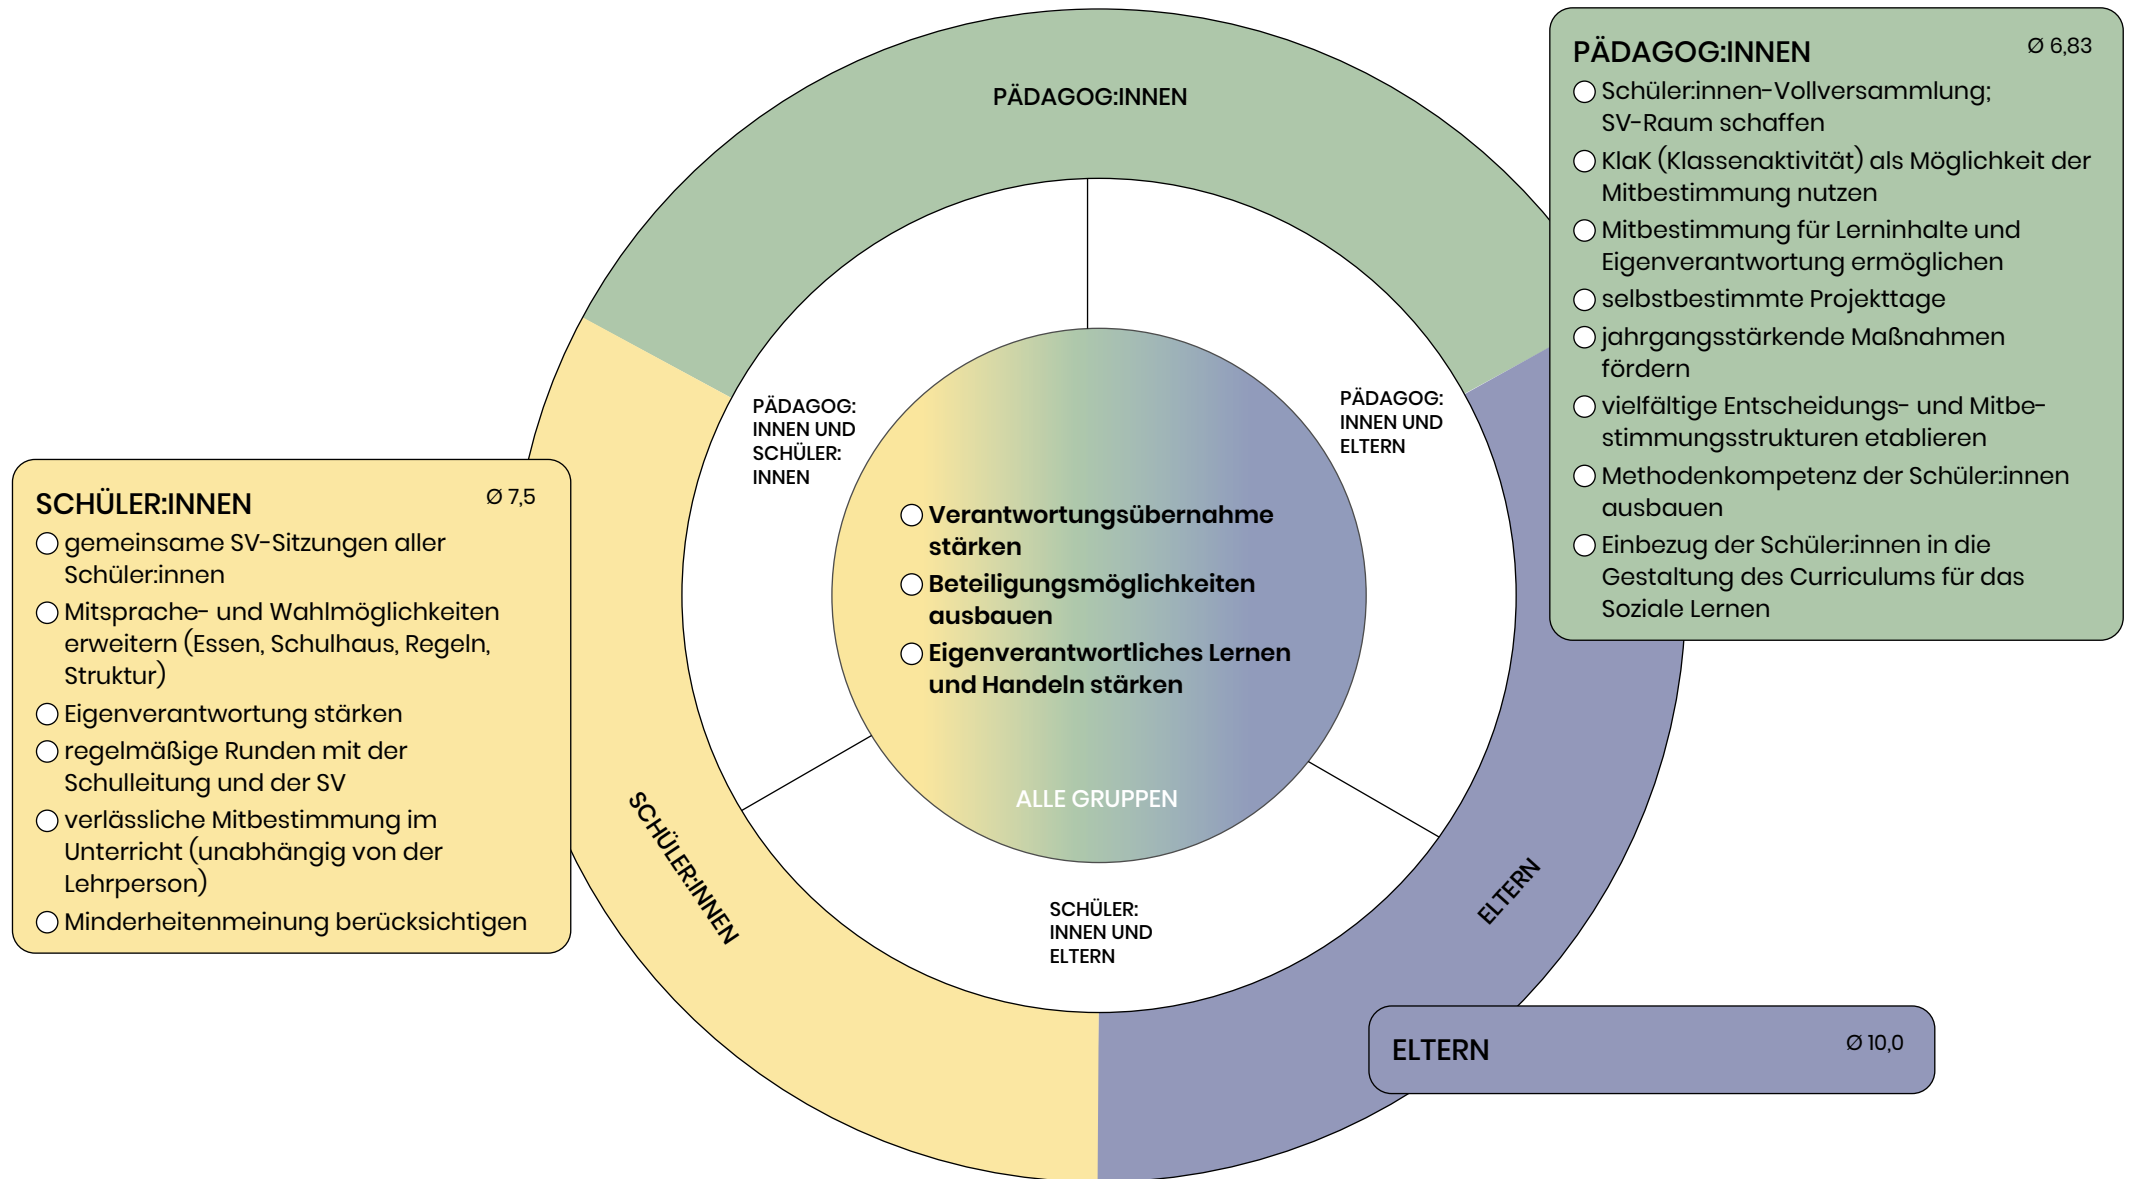 PÄDAGOG:INNEN
PÄDAGOG:INNEN Ø 6,83
Schüler:innen-Vollversammlung;
SV-Raum schaffen
KlaK (Klassenaktivität) als Möglichkeit der
Mitbestimmung nutzen
Mitbestimmung für Lerninhalte und
Eigenverantwortung ermöglichen
selbstbestimmte Projekttage
jahrgangsstärkende Maßnahmen
fördern
vielfältige Entscheidungs- und Mitbe-
stimmungsstrukturen etablieren
Methodenkompetenz der Schüler:innen
ausbauen
Einbezug der Schüler:innen in die
Gestaltung des Curriculums für das
Soziale Lernen
PÄDAGOG:
INNEN UND
SCHÜLER:
INNEN
PÄDAGOG:
INNEN UND
ELTERN
SCHÜLER:INNEN Ø 7,5
gemeinsame SV-Sitzungen aller
Schüler:innen
Mitsprache- und Wahlmöglichkeiten
erweitern (Essen, Schulhaus, Regeln,
Struktur)
Eigenverantwortung stärken
regelmäßige Runden mit der
Schulleitung und der SV
verlässliche Mitbestimmung im
Unterricht (unabhängig von der
Lehrperson)
Minderheitenmeinung berücksichtigen
Verantwortungsübernahme
stärken
Beteiligungsmöglichkeiten
ausbauen
Eigenverantwortliches Lernen
und Handeln stärken
ALLE GRUPPEN
SCHÜLER:INNEN
ELTERN
SCHÜLER:
INNEN UND
ELTERN
ELTERN Ø 10,0